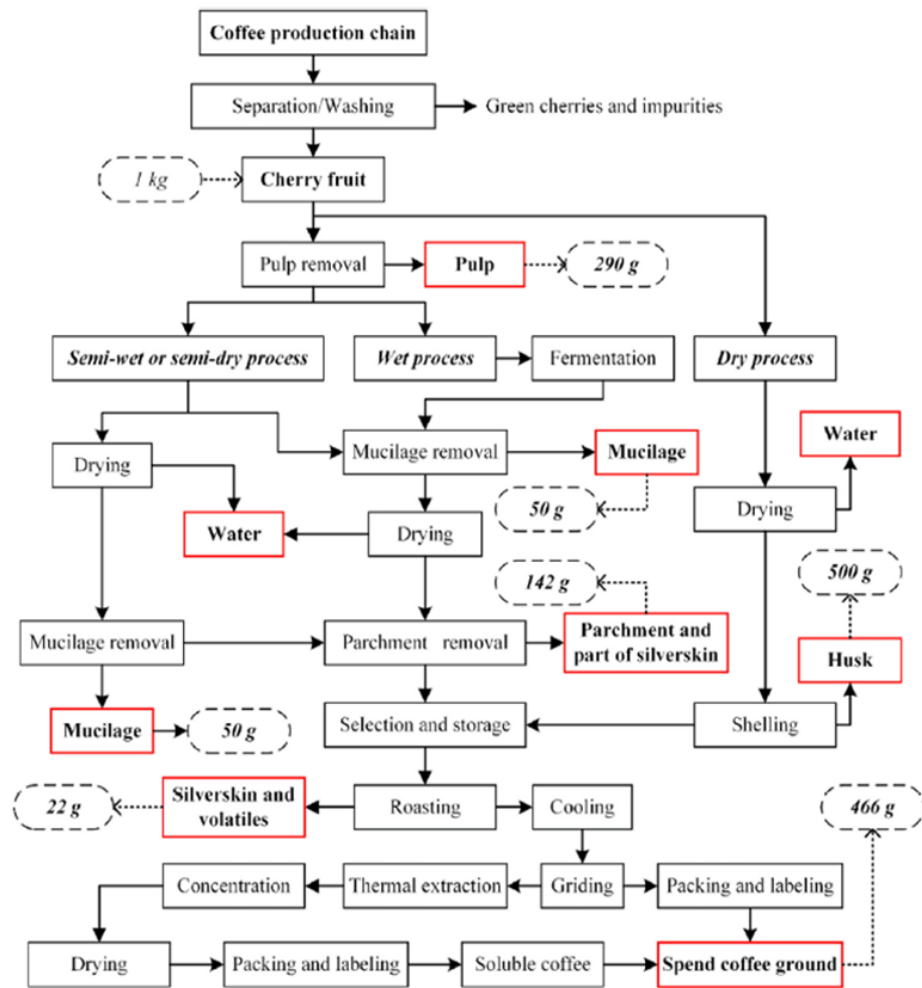 Coffee production chain
Separation/Washing
Green cherries and impurities
1 kg
Cherry fruit
Pulp removal
Pulp
290 g
Semi-wet or semi-dry process
Wet process
Fermentation
Dry process
Water
Drying
Mucilage removal
Mucilage
50 g
Drying
Water
Drying
142 g
500 g
Mucilage removal
Parchment removal
Parchment and
part of silverskin
Husk
Mucilage
50 g
Selection and storage
Shelling
22 g
Silverskin and
volatiles
Roasting
Cooling
466 g
Concentration
Thermal extraction
Griding
Packing and labeling
Drying
Packing and labeling
Soluble coffee
Spend coffee ground